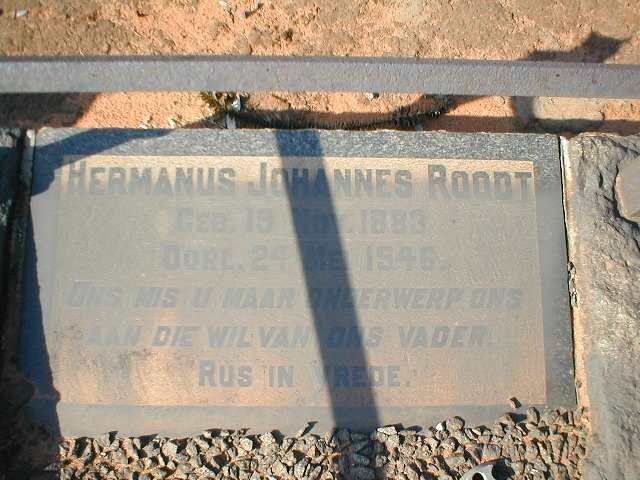 Hermanus Johannes Roodt
Geb. 19 Nov. 1883
Oorl. 24 Mei 1946.
Ons mis u maar onderwerp ons
aan die wil van ons Vader.
Rus in Vrede.